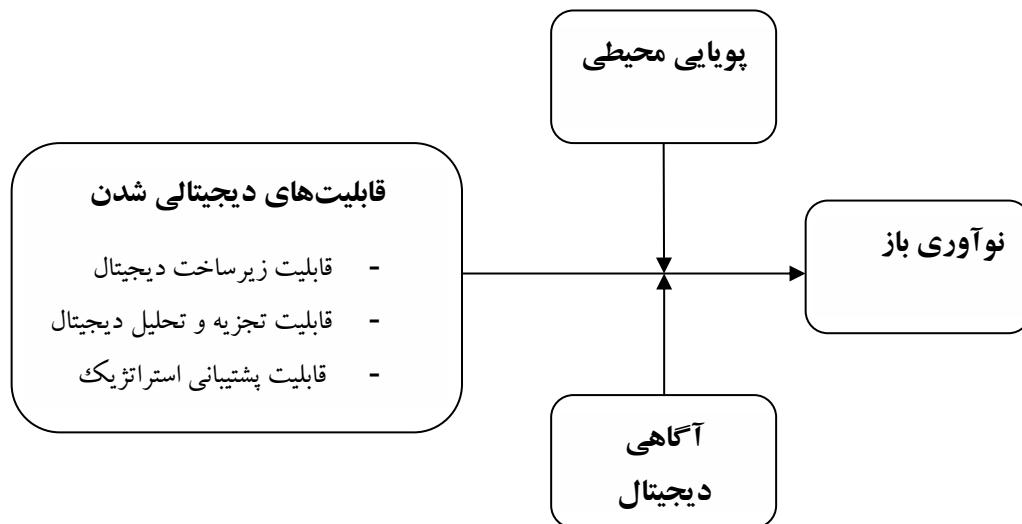 پویایی محیطی
قابلیت‌های دیجیتالی شدن
- قابلیت زیرساخت دیجیتال
- قابلیت تجزیه و تحلیل دیجیتال
- قابلیت پشتیبانی استراتژیک
نوآوری باز
آگاهی
دیجیتال